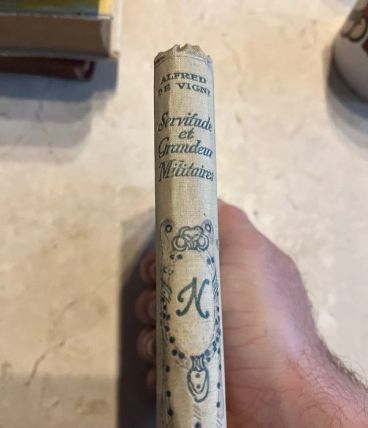 ALFRED
DE VIGNY
Servitude
et
Grandeur
Militaires
N